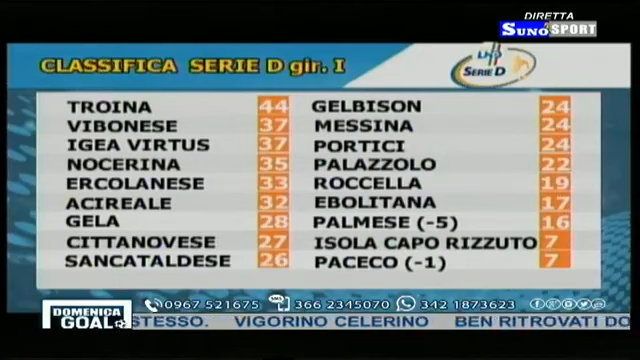 DIRETTA
SUNO SPORT
CLASSIFICA SERIE D gir. I
LND
SERIE D
TROINA 44
VIBONESE 37
IGEA VIRTUS 37
NOCERINA 35
ERCOLANESE 33
ACIREALE 32
GELA 28
CITTANOVESE 27
SANCATALDESE 26
GELBISON 24
MESSINA 24
PORTICI 24
PALAZZOLO 22
ROCCELLA 19
EBOLITANA 17
PALMESE (-5) 16
ISOLA CAPO RIZZUTO 7
PACECO (-1) 7
DOMENICA
GOAL
0967 521675 SMS 366 2345070 342 1873623
STESSO. VIGORINO CELERINO BEN RITROVATI DO